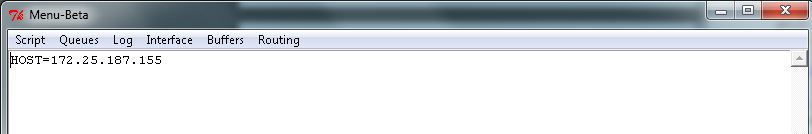 Menu-Beta
Script Queues Log Interface Buffers Routing
HOST=172.25.187.155